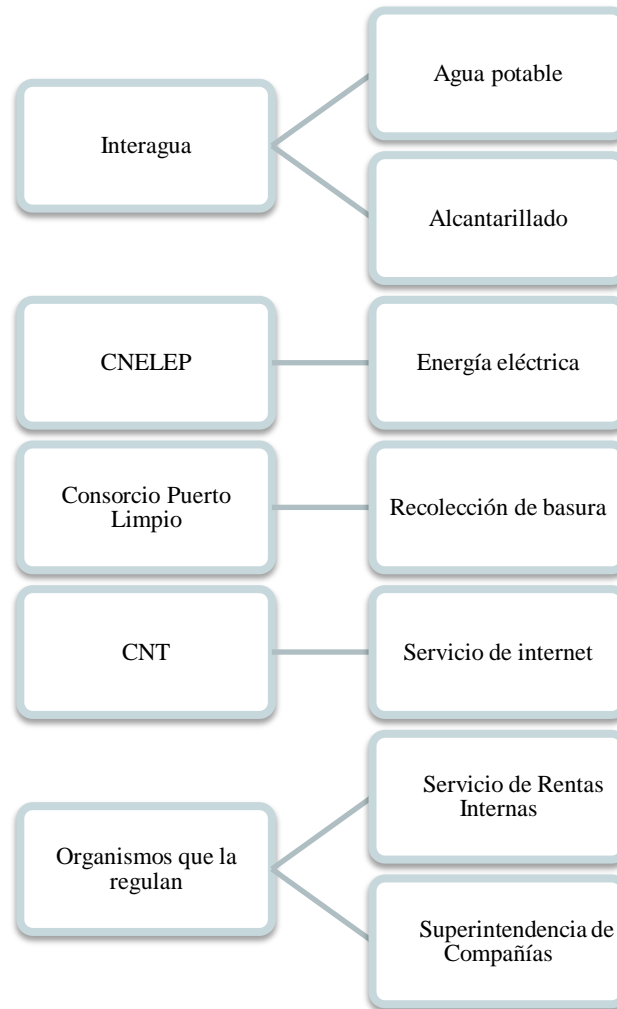 Agua potable
Interagua
Alcantarillado
CNELEP
Energía eléctrica
Consorcio Puerto
Limpio
Recolección de basura
CNT
Servicio de internet
Servicio de Rentas
Internas
Organismos que la
regulan
Superintendencia de
Compañías